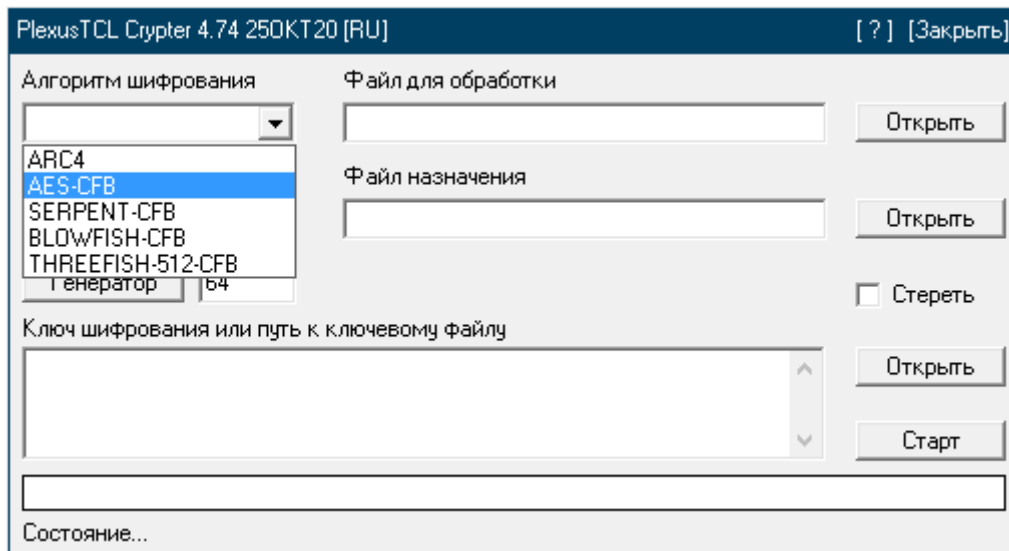 PlexusTCL Crypter 4.74 25OKT20 [RU] [ ? ] [Закрыть]
Алгоритм шифрования
Файл для обработки
Открыть
ARC4
AES-CFB
SERPENT-CFB
BLOWFISH-CFB
THREEFISH-512-CFB
Файл назначения
Открыть
Генератор 64
Стереть
Ключ шифрования или путь к ключевому файлу
Открыть
Старт
Состояние...